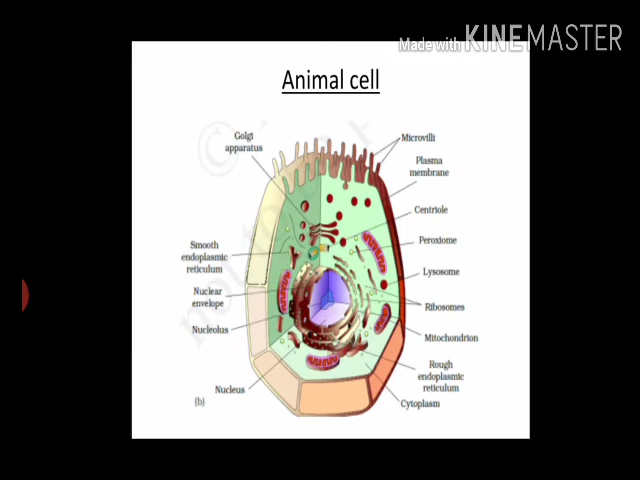 Made with KINEMASTER
Animal cell
Golgi
apparatus
Microvilli
Plasma
membrane
Centriole
Peroxiome
Smooth
endoplasmic
reticulum
Lysosome
Nuclear
envelope
Ribosomes
Nucleolus
Mitochondrion
Rough
endoplasmic
reticulum
Nucleus
Cytoplasm
(b)